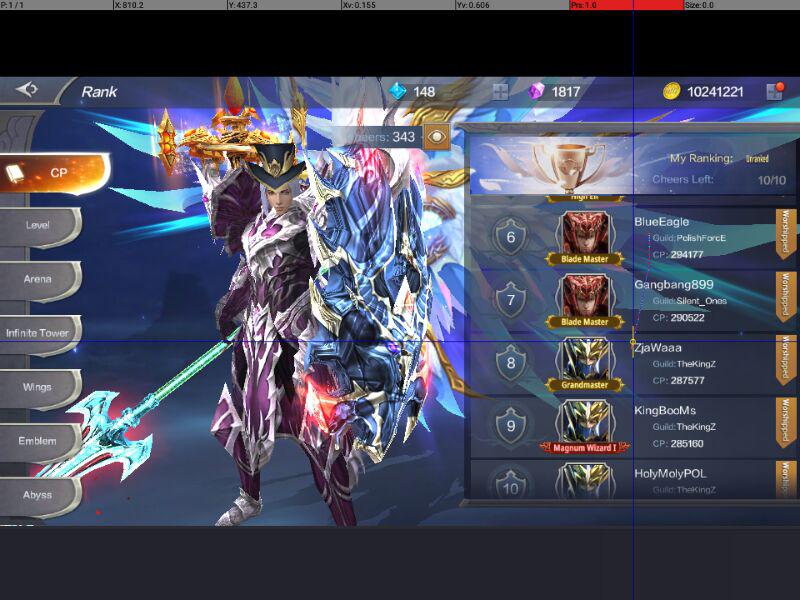 P: 1 / 1 X: 810.2 Y: 437.3 Xv: 0.155 Yv: 0.606 Prs: 1.0 Size: 0.0
Rank 148 1817 10241221
CP
Level
Arena
Infinite Tower
Wings
Emblem
Abyss
heers: 343
My Ranking: Unranked
Cheers Left: 10/10
High Elf
6 Blade Master BlueEagle Guild: PolishForcE CP: 294177 Worshipped
7 Blade Master Gangbang899 Guild: Silent_Ones CP: 290522 Worshipped
8 Grandmaster ZjaWaaa Guild: TheKingZ CP: 287577 Worshipped
9 Magnum Wizard I KingBooMs Guild: TheKingZ CP: 285160 Worshipped
10 HolyMolyPOL Guild: TheKingZ